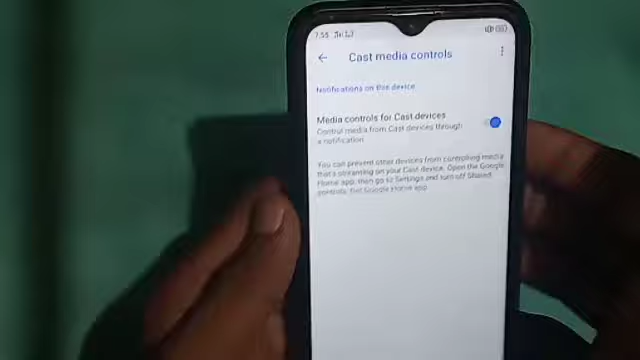 7:55
Cast media controls
Notifications on this device
Media controls for Cast devices
Control media from Cast devices through
a notification
You can prevent other devices from controlling media
that's streaming on your Cast device. Open the Google
Home app, then go to Settings and turn off Shared
controls. Get Google Home app